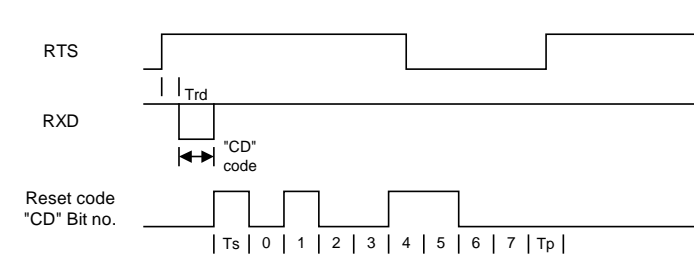 RTS
Trd
RXD
"CD"
code
Reset code
"CD" Bit no.
Ts 0 1 2 3 4 5 6 7 Tp